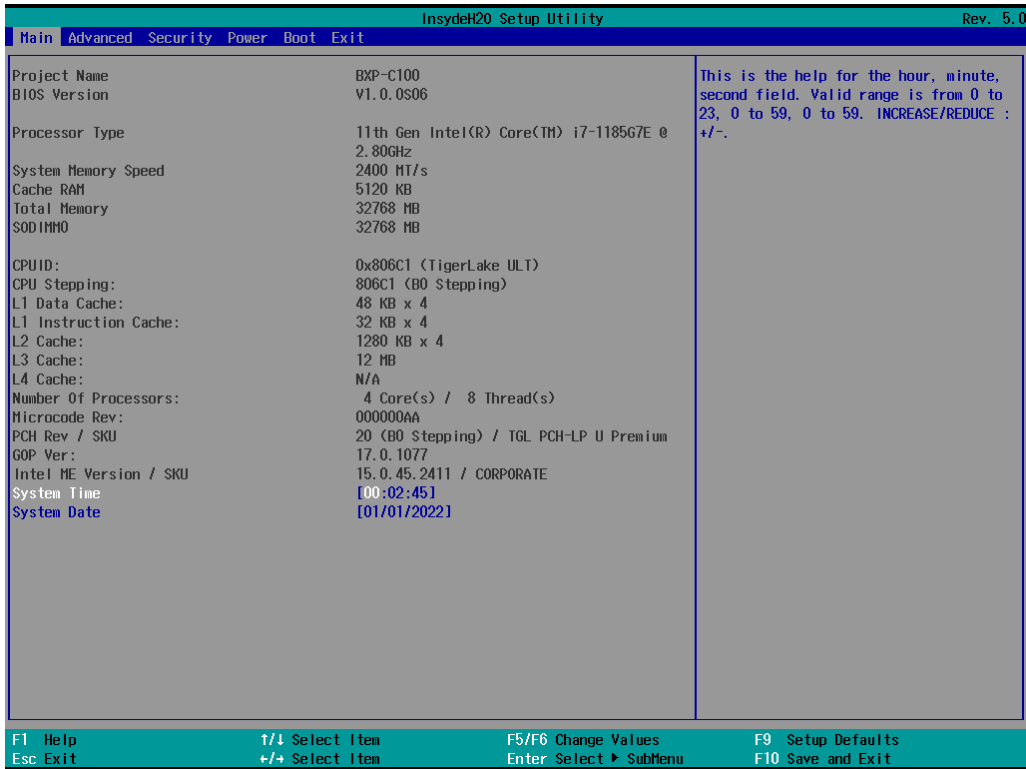 InsydeH20 Setup Utility Rev. 5.0
Main Advanced Security Power Boot Exit
Project Name BXP-C100
BIOS Version V1.0.0S06
Processor Type 11th Gen Intel(R) Core(TM) i7-1185G7E @
2.80GHz
System Memory Speed 2400 MT/s
Cache RAM 5120 KB
Total Memory 32768 MB
SODIMM0 32768 MB
CPUID: 0x806C1 (TigerLake ULT)
CPU Stepping: 806C1 (B0 Stepping)
L1 Data Cache: 48 KB x 4
L1 Instruction Cache: 32 KB x 4
L2 Cache: 1280 KB x 4
L3 Cache: 12 MB
L4 Cache: N/A
Number Of Processors: 4 Core(s) / 8 Thread(s)
Microcode Rev: 000000AA
PCH Rev / SKU 20 (B0 Stepping) / TGL PCH-LP U Premium
GOP Ver: 17.0.1077
Intel ME Version / SKU 15.0.45.2411 / CORPORATE
System Time [00:02:45]
System Date [01/01/2022]
This is the help for the hour, minute,
second field. Valid range is from 0 to
23, 0 to 59, 0 to 59. INCREASE/REDUCE :
+/-.
F1 Help ↑/↓ Select Item F5/F6 Change Values F9 Setup Defaults
Esc Exit ←/→ Select Item Enter Select ▶ SubMenu F10 Save and Exit